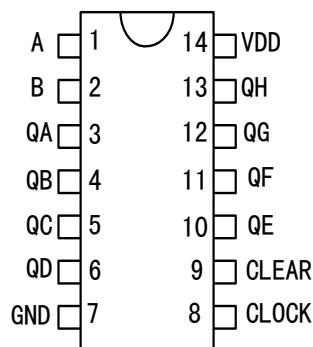 A 1 14 VDD
B 2 13 QH
QA 3 12 QG
QB 4 11 QF
QC 5 10 QE
QD 6 9 CLEAR
GND 7 8 CLOCK